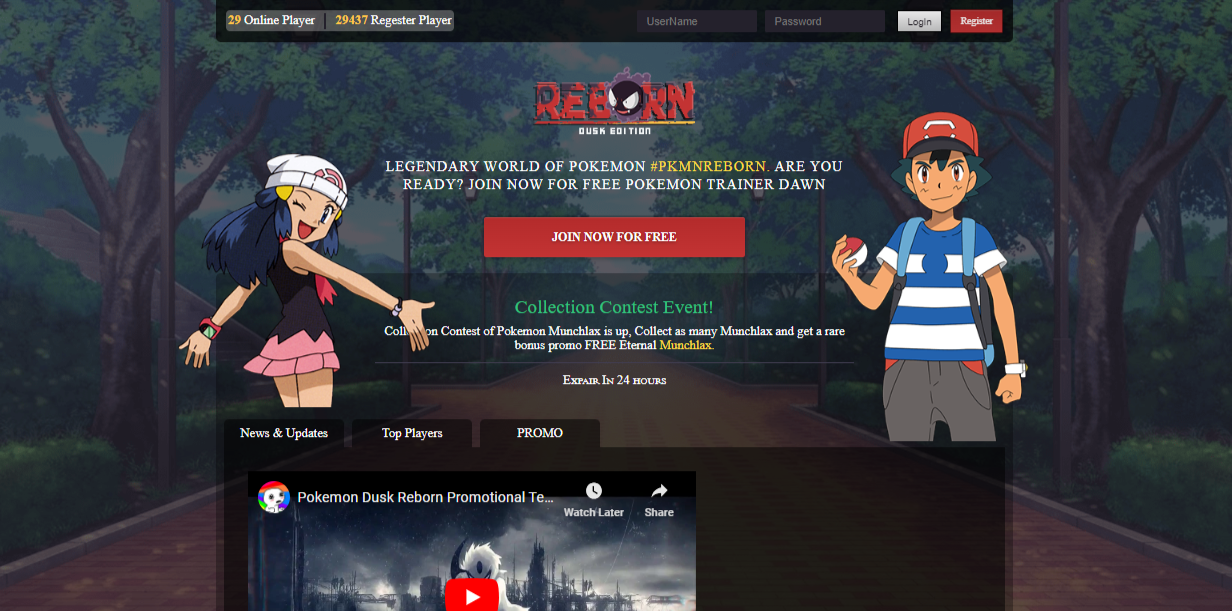 29 Online Player | 29437 Regester Player
UserName
Password
LogIn
Register
REBORN
DUSK EDITION
LEGENDARY WORLD OF POKEMON #PKMNREBORN. ARE YOU
READY? JOIN NOW FOR FREE POKEMON TRAINER DAWN
JOIN NOW FOR FREE
Collection Contest Event!
Collection Contest of Pokemon Munchlax is up, Collect as many Munchlax and get a rare
bonus promo FREE Eternal Munchlax.
Expair In 24 hours
News & Updates
Top Players
PROMO
Pokemon Dusk Reborn Promotional Te...
Watch Later
Share